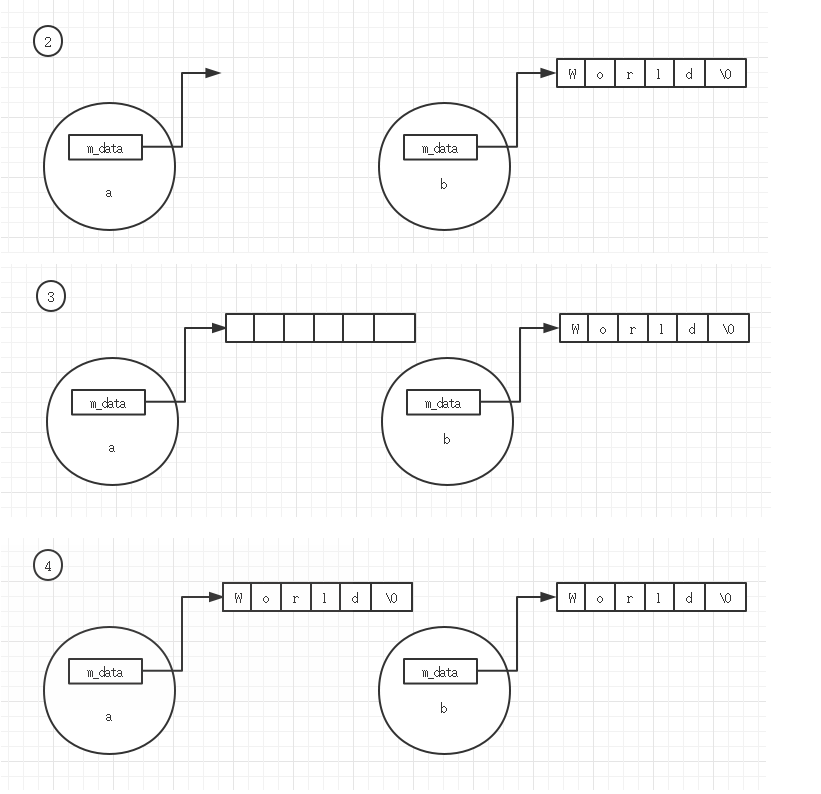 2
W o r l d \0
m_data m_data
a b
3
W o r l d \0
m_data m_data
a b
4
W o r l d \0 W o r l d \0
m_data m_data
a b